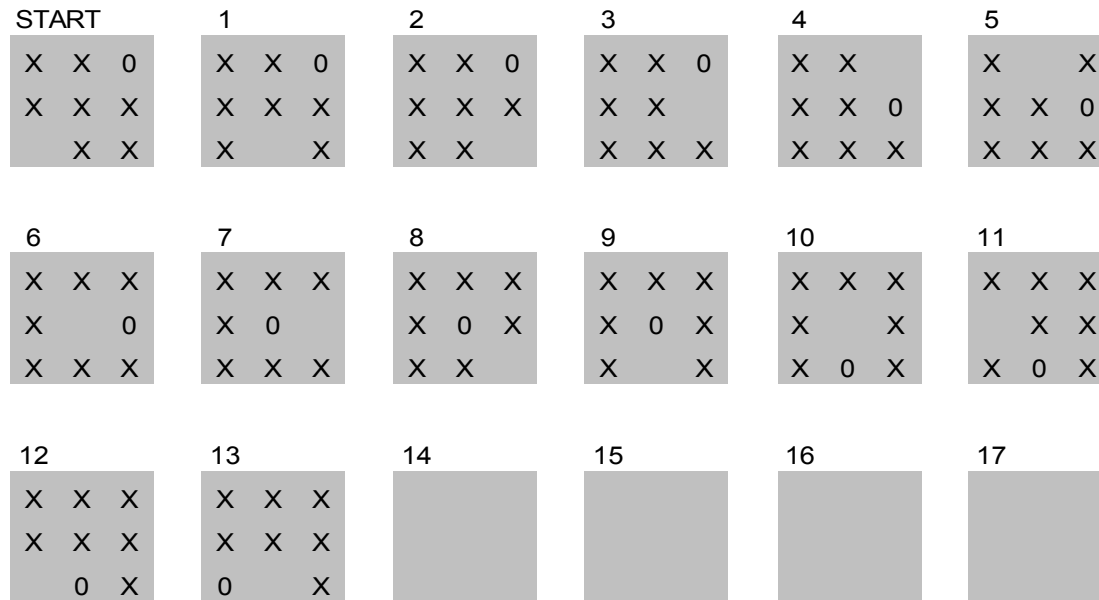 START 1 2 3 4 5
X X 0 X X 0 X X 0 X X 0 X X X X
X X X X X X X X X X X X X 0 X X 0
X X X X X X X X X X X X X X X
6 7 8 9 10 11
X X X X X X X X X X X X X X X X X X
X 0 X 0 X 0 X X 0 X X X X X
X X X X X X X X X X X 0 X X 0 X
12 13 14 15 16 17
X X X X X X
X X X X X X
0 X 0 X